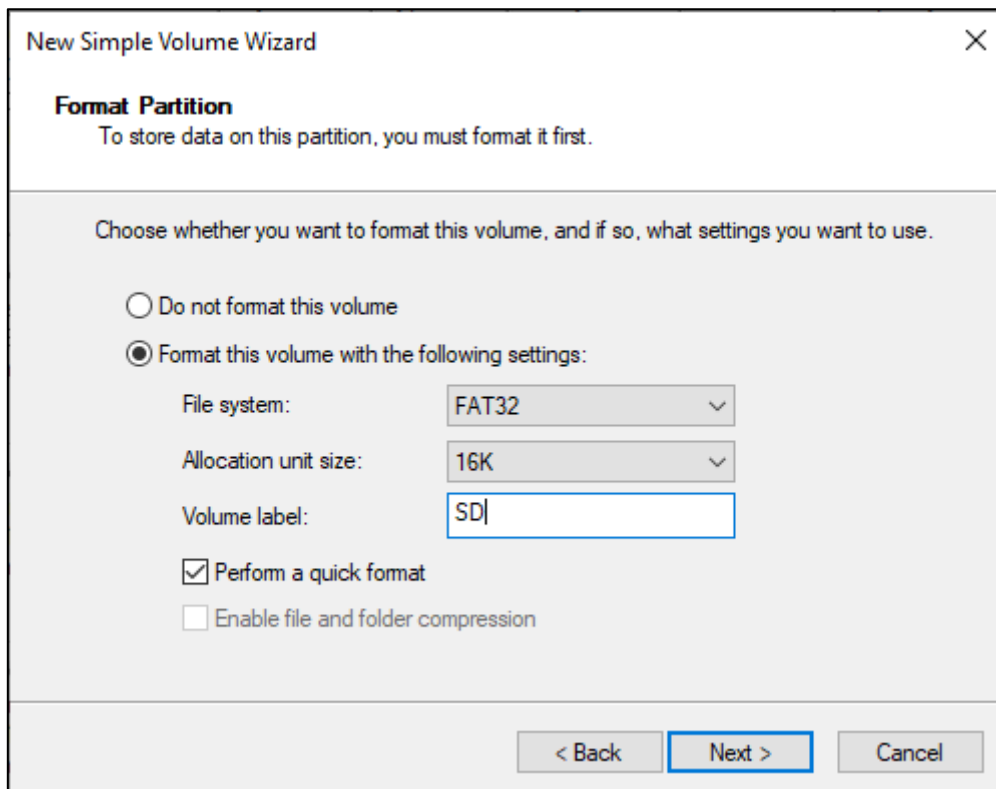 New Simple Volume Wizard
Format Partition
To store data on this partition, you must format it first.
Choose whether you want to format this volume, and if so, what settings you want to use.
Do not format this volume
Format this volume with the following settings:
File system: FAT32
Allocation unit size: 16K
Volume label: SD
Perform a quick format
Enable file and folder compression
< Back Next > Cancel